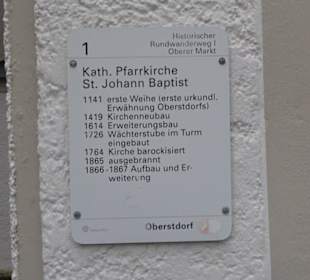 1
Historischer
Rundwanderweg I
Oberer Markt
Kath. Pfarrkirche
St. Johann Baptist
1141 erste Weihe (erste urkundl.
Erwähnung Oberstdorfs)
1419 Kirchenneubau
1614 Erweiterungsbau
1726 Wächterstube im Turm
eingebaut
1764 Kirche barockisiert
1865 ausgebrannt
1866-1867 Aufbau und Er-
weiterung
Oberstdorf